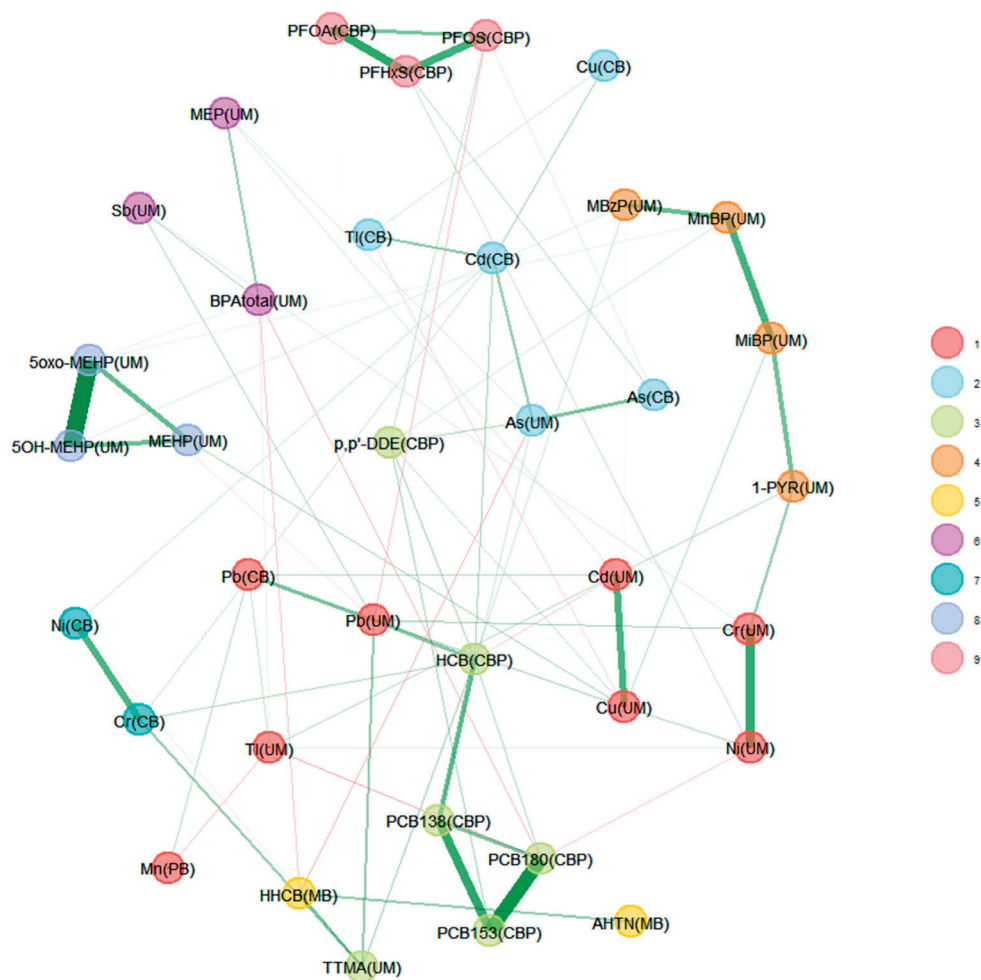 PFOA(CBP)
PFOS(CBP)
PFHxS(CBP)
Cu(CB)
MEP(UM)
Sb(UM)
MBzP(UM)
MnBP(UM)
Tl(CB)
Cd(CB)
BPAtotal(UM)
MiBP(UM)
5oxo-MEHP(UM)
As(CB)
As(UM)
5OH-MEHP(UM)
MEHP(UM)
p,p'-DDE(CBP)
1-PYR(UM)
Pb(CB)
Cd(UM)
Ni(CB)
Pb(UM)
Cr(UM)
HCB(CBP)
Cu(UM)
Cr(CB)
Tl(UM)
Ni(UM)
PCB138(CBP)
PCB180(CBP)
Mn(PB)
HHCB(MB)
AHTN(MB)
PCB153(CBP)
TTMA(UM)
1
2
3
4
5
6
7
8
9